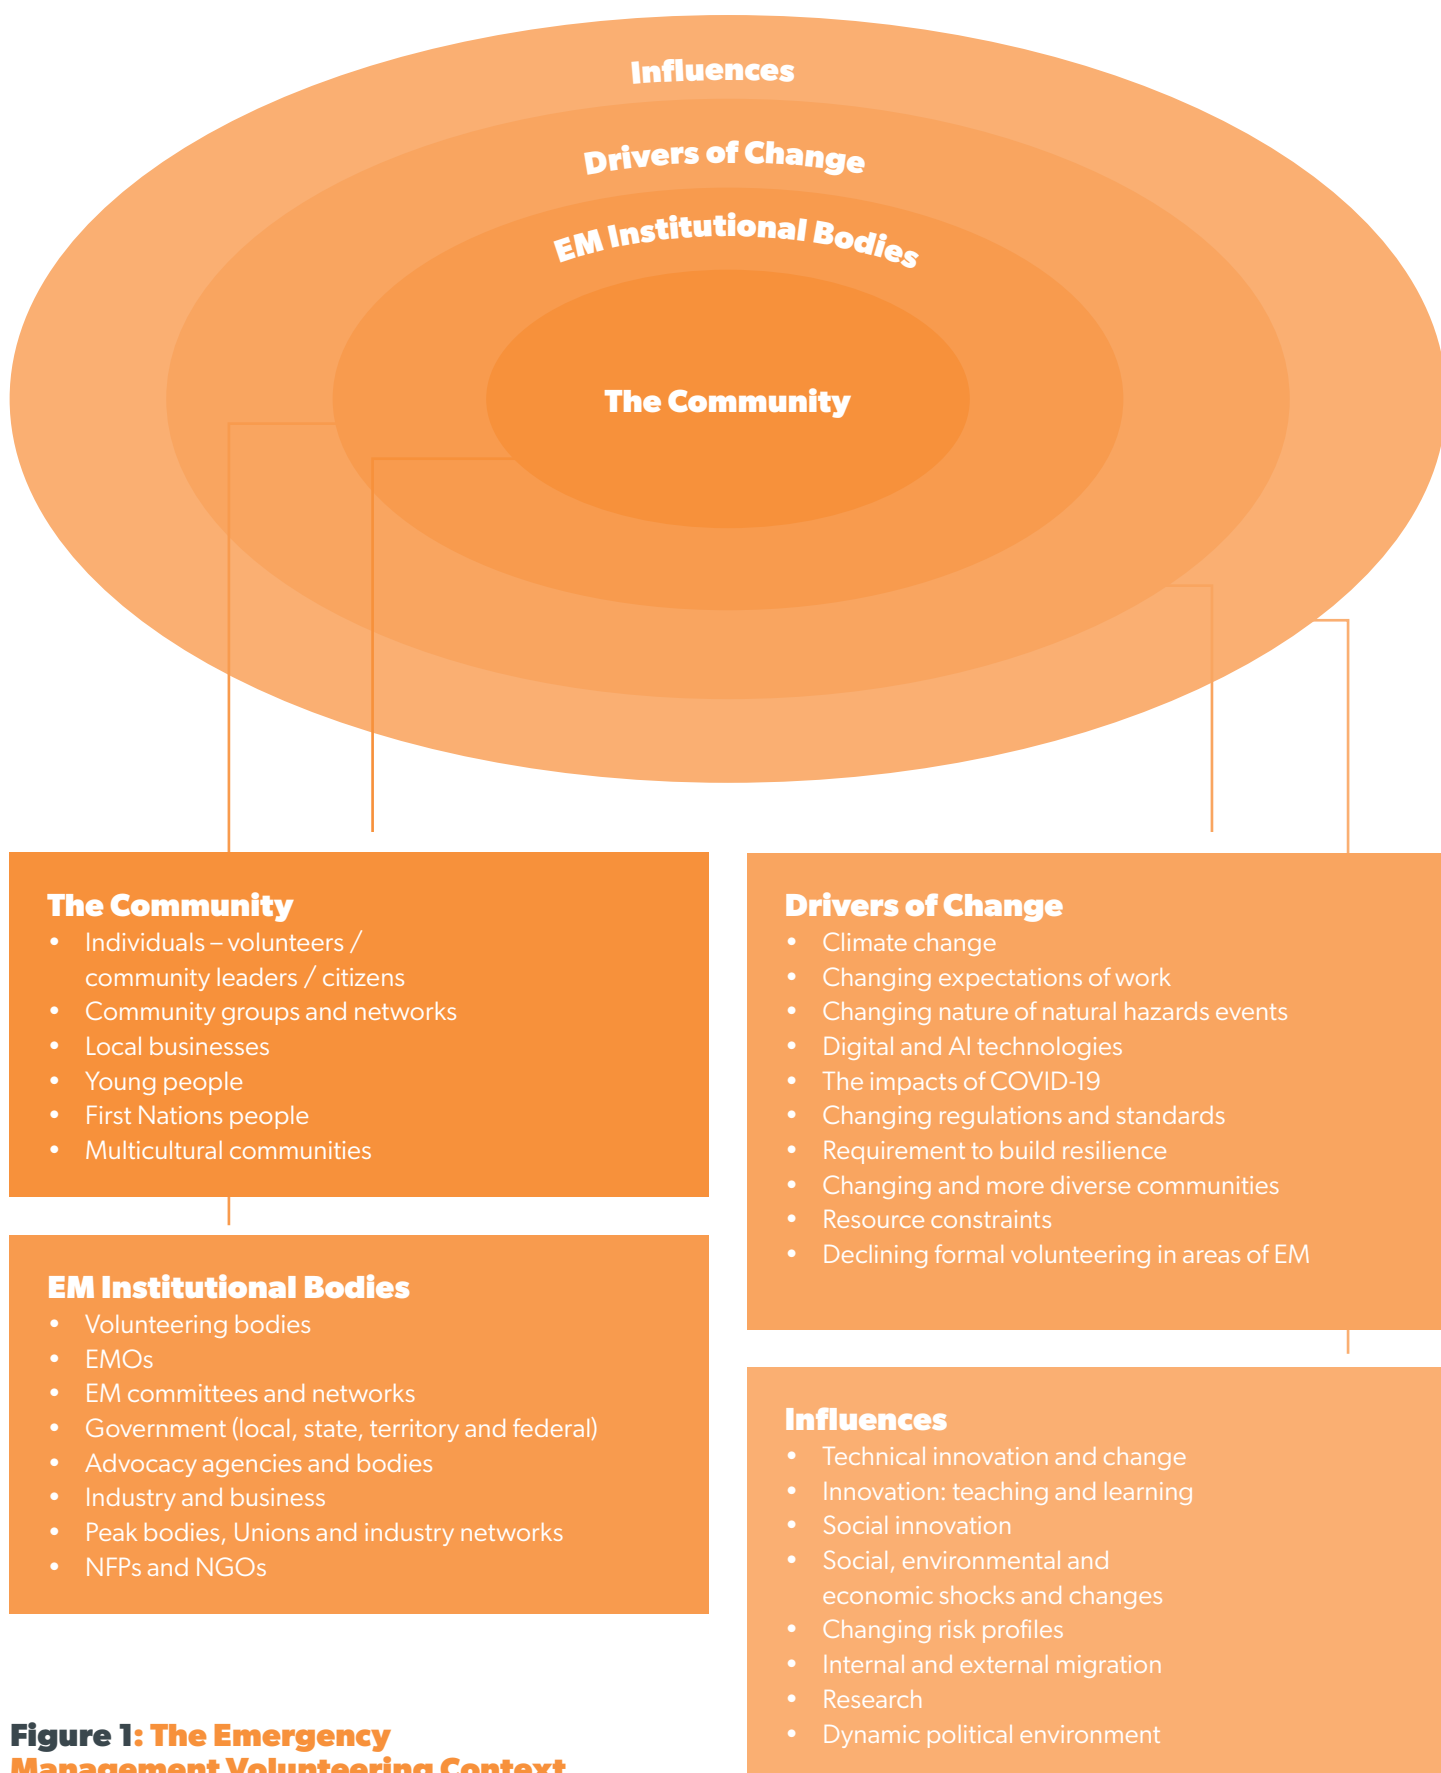 Influences
Drivers of Change
EM Institutional Bodies
The Community
The Community
• Individuals – volunteers /
community leaders / citizens
• Community groups and networks
• Local businesses
• Young people
• First Nations people
• Multicultural communities
EM Institutional Bodies
• Volunteering bodies
• EMOs
• EM committees and networks
• Government (local, state, territory and federal)
• Advocacy agencies and bodies
• Industry and business
• Peak bodies, Unions and industry networks
• NFPs and NGOs
Drivers of Change
• Climate change
• Changing expectations of work
• Changing nature of natural hazards events
• Digital and AI technologies
• The impacts of COVID-19
• Changing regulations and standards
• Requirement to build resilience
• Changing and more diverse communities
• Resource constraints
• Declining formal volunteering in areas of EM
Influences
• Technical innovation and change
• Innovation: teaching and learning
• Social innovation
• Social, environmental and
economic shocks and changes
• Changing risk profiles
• Internal and external migration
• Research
• Dynamic political environment
Figure 1: The Emergency
Management Volunteering Context